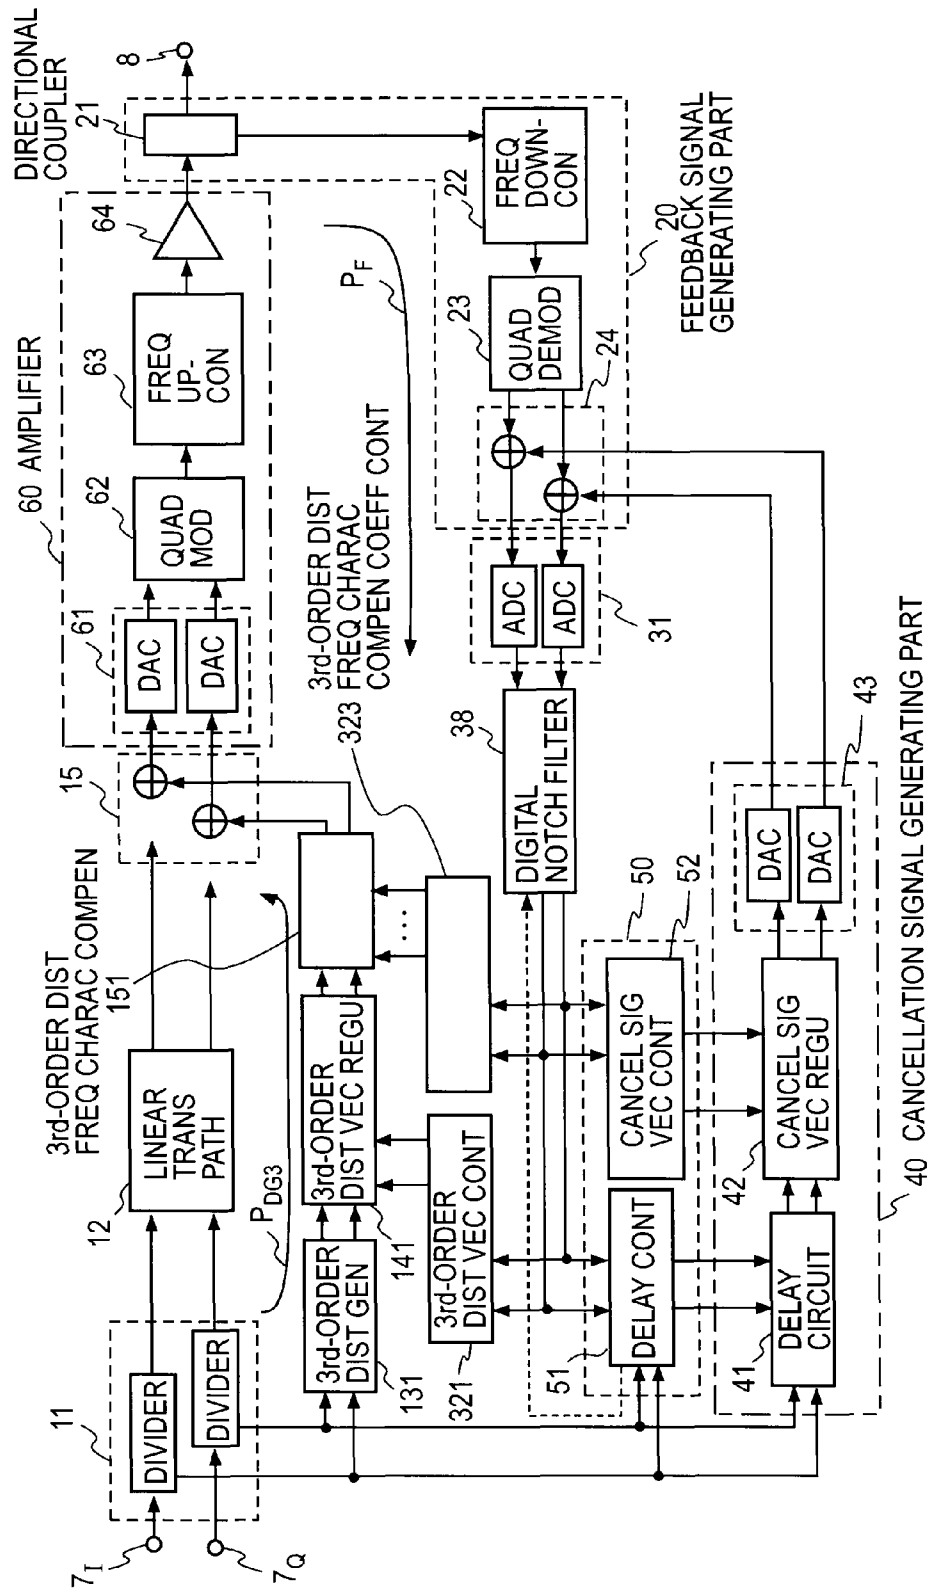 60 AMPLIFIER
DIRECTIONAL
COUPLER
21
8
11
7I
7Q
DIVIDER
DIVIDER
12
LINEAR
TRANS
PATH
3rd-ORDER DIST
FREQ CHARAC COMPEN
151
15
61
DAC
DAC
62
QUAD
MOD
63
FREQ
UP-
CON
64
PDG3
PF
131
3rd-ORDER
DIST GEN
141
3rd-ORDER
DIST VEC REGU
3rd-ORDER DIST
FREQ CHARAC
COMPEN COEFF CONT
323
...
321
3rd-ORDER
DIST VEC CONT
38
DIGITAL
NOTCH FILTER
ADC
ADC
31
22
FREQ
DOWN-
CON
23
QUAD
DEMOD
24
20
FEEDBACK SIGNAL
GENERATING PART
50
51
DELAY CONT
52
CANCEL SIG
VEC CONT
41
DELAY
CIRCUIT
42
CANCEL SIG
VEC REGU
43
DAC
DAC
40 CANCELLATION SIGNAL GENERATING PART